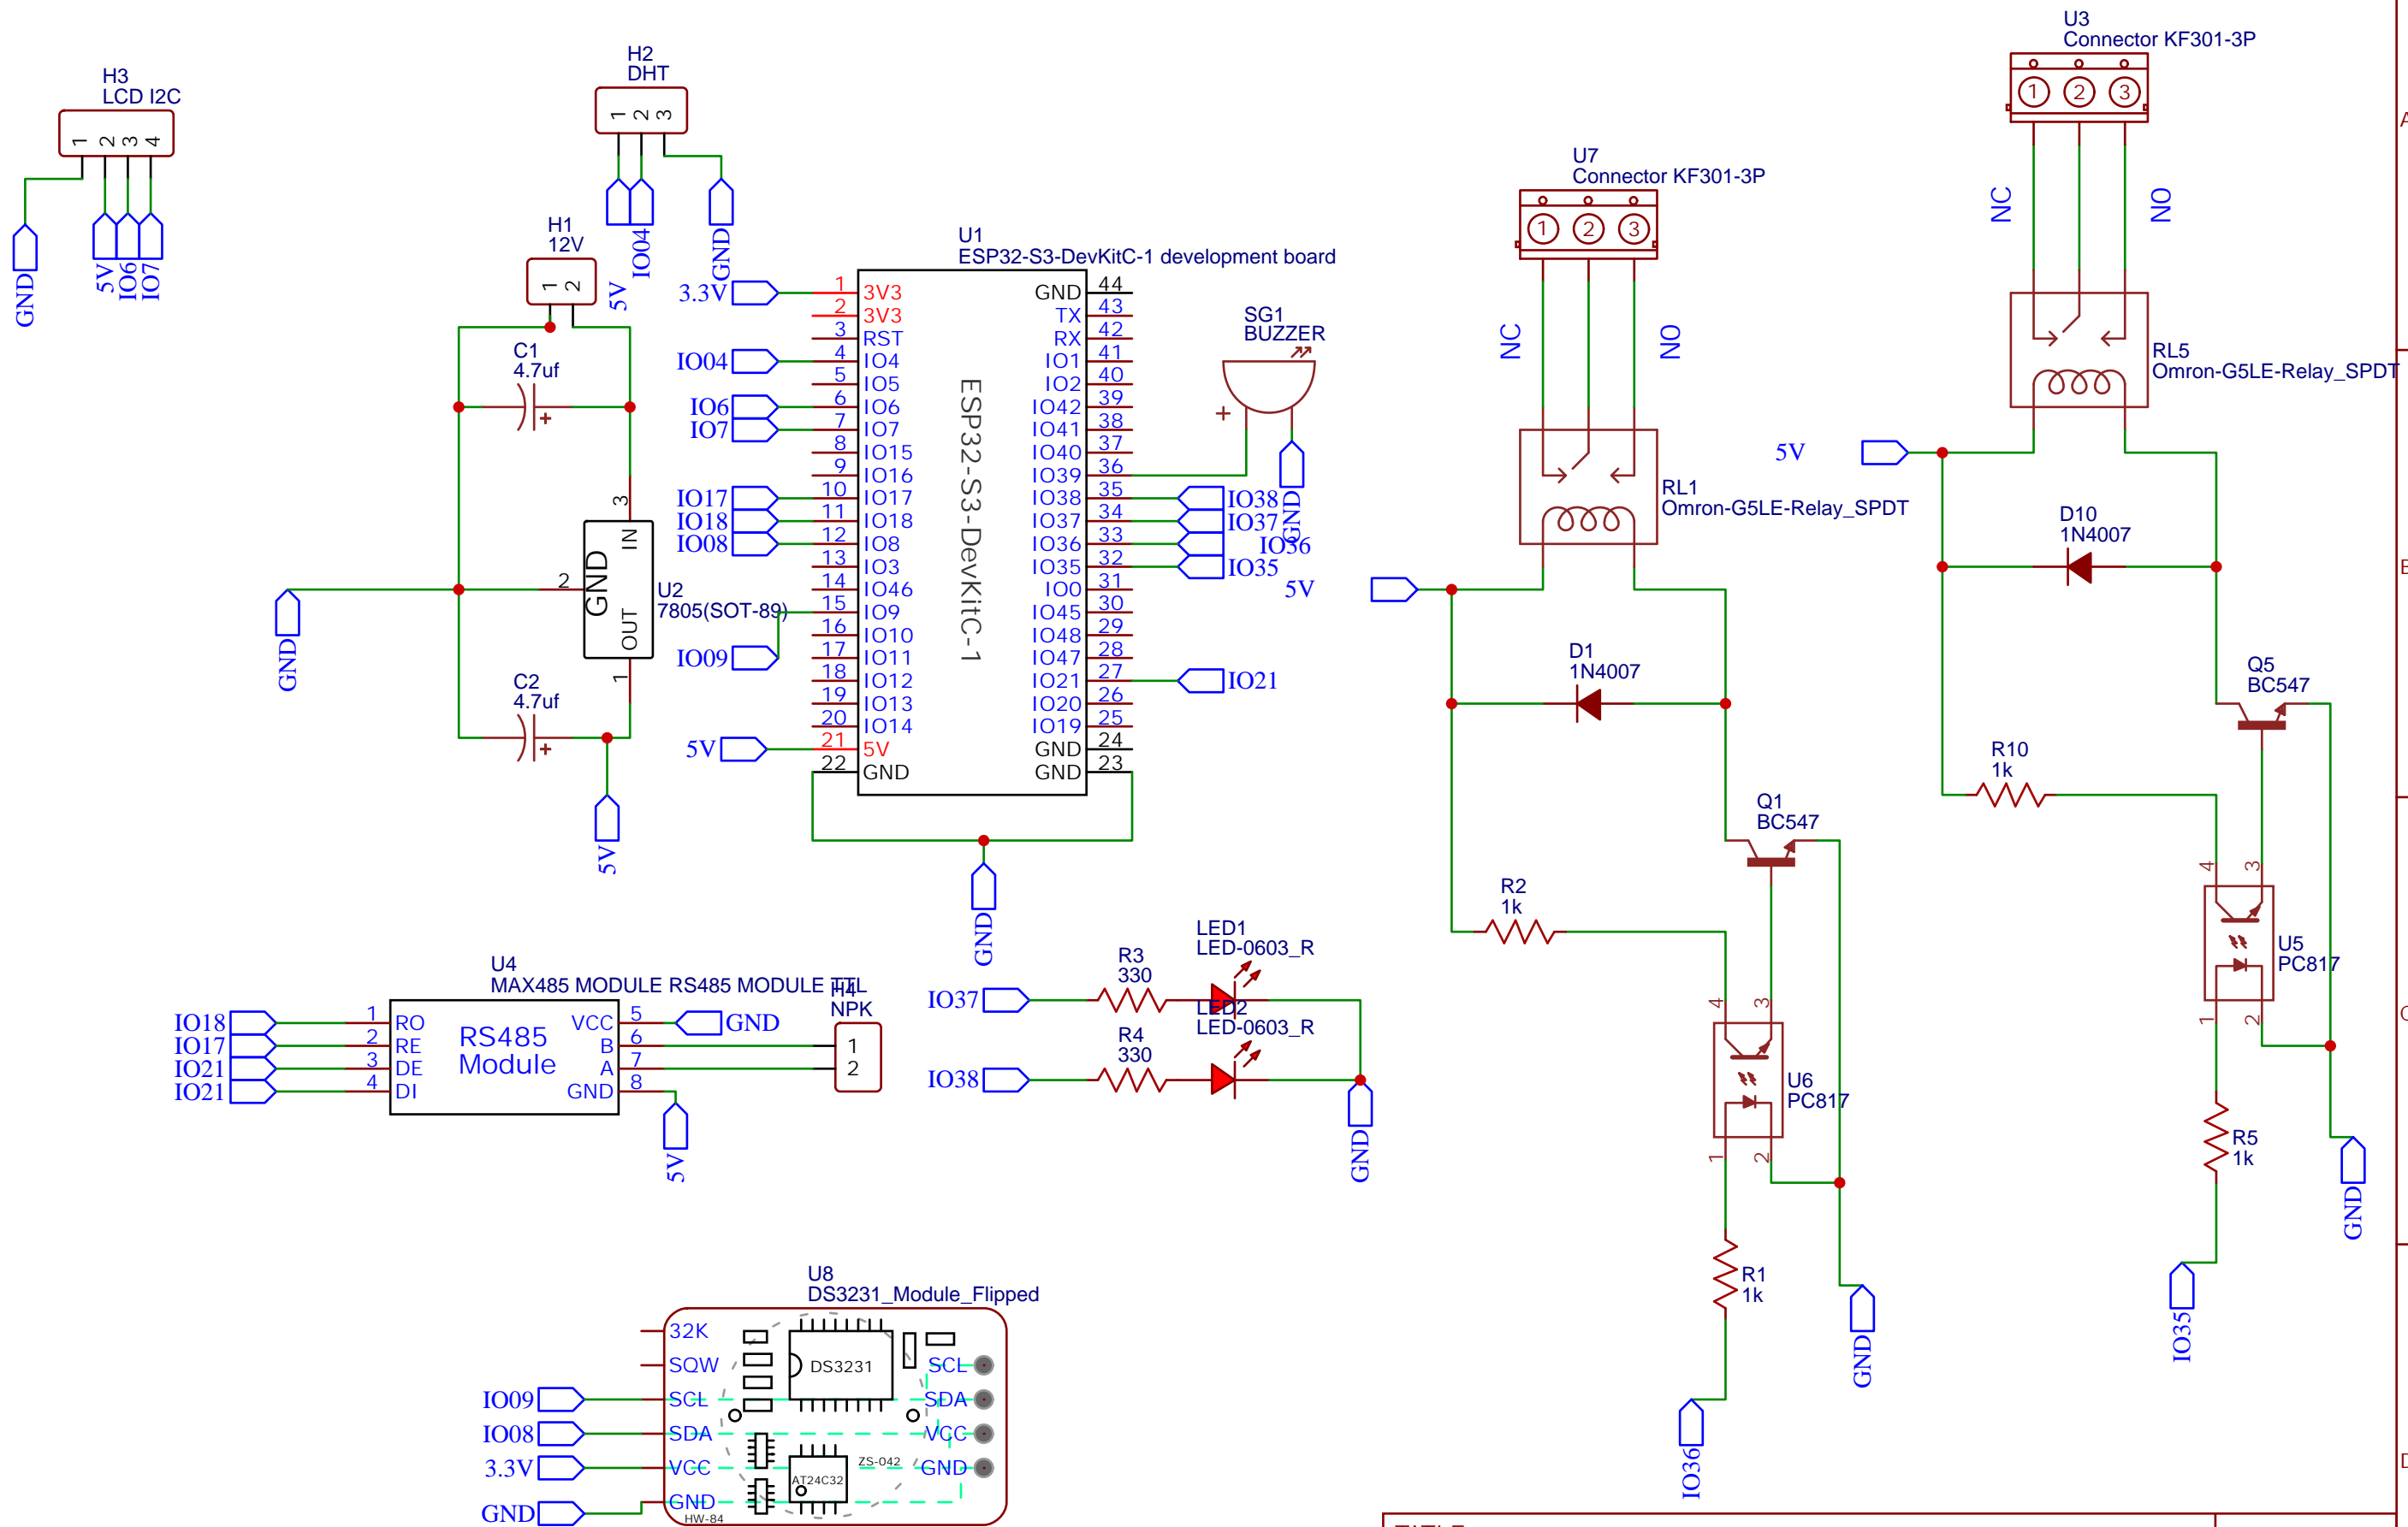 U3
Connector KF301-3P
1 2 3
NC
NO
RL5
Omron-G5LE-Relay_SPDT
5V
D10
1N4007
Q5
BC547
R10
1k
4 3
U5
PC817
1 2
R5
1k
GND
IO35
U7
Connector KF301-3P
1 2 3
NC
NO
RL1
Omron-G5LE-Relay_SPDT
5V
D1
1N4007
Q1
BC547
R2
1k
4 3
U6
PC817
1 2
R1
1k
GND
IO36
H3
LCD I2C
1 2 3 4
GND
5V
IO6
IO7
H2
DHT
1 2 3
5V
IO04
GND
H1
12V
1 2
C1
4.7uf
+
3
IN
2
GND
OUT
1
U2
7805(SOT-89)
GND
C2
4.7uf
+
5V
U1
ESP32-S3-DevKitC-1 development board
ESP32-S3-DevKitC-1
3.3V 1 3V3
2 3V3
3 RST
IO04 4 IO4
5 IO5
IO6 6 IO6
IO7 7 IO7
8 IO15
9 IO16
IO17 10 IO17
IO18 11 IO18
IO08 12 IO8
13 IO3
14 IO46
15 IO9
16 IO10
IO09 17 IO11
18 IO12
19 IO13
20 IO14
5V 21 5V
22 GND
GND 44
TX 43
RX 42
IO1 41
IO2 40
IO42 39
IO41 38
IO40 37
IO39 36
IO38 35 IO38
IO37 34 IO37
IO36 33 IO36
IO35 32 IO35
IO0 31
IO45 30
IO48 29
IO47 28
IO21 27 IO21
IO20 26
IO19 25
GND 24
GND 23
GND
SG1
BUZZER
+
GND
U4
MAX485 MODULE RS485 MODULE TTL
RS485
Module
IO18 1 RO
IO17 2 RE
IO21 3 DE
IO21 4 DI
VCC 5 GND
B 6
A 7
GND 8
5V
H4
NPK
1
2
IO37
R3
330
LED1
LED-0603_R
IO38
R4
330
LED2
LED-0603_R
GND
U8
DS3231_Module_Flipped
32K
SQW
IO09 SCL
IO08 SDA
3.3V VCC
GND GND
HW-84
DS3231
AT24C32
ZS-042
SCL
SDA
VCC
GND